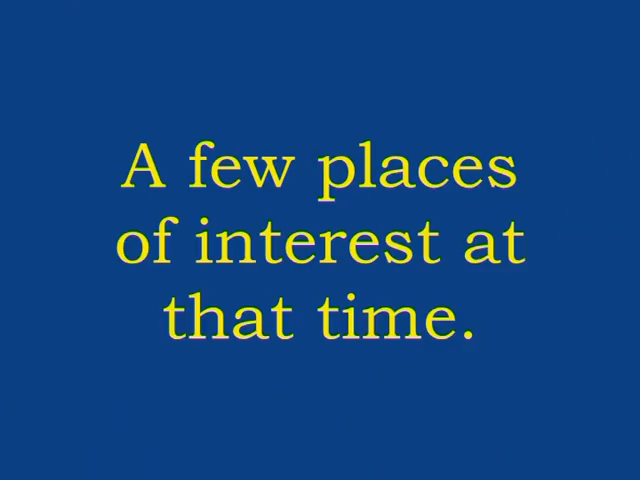 A few places
of interest at
that time.